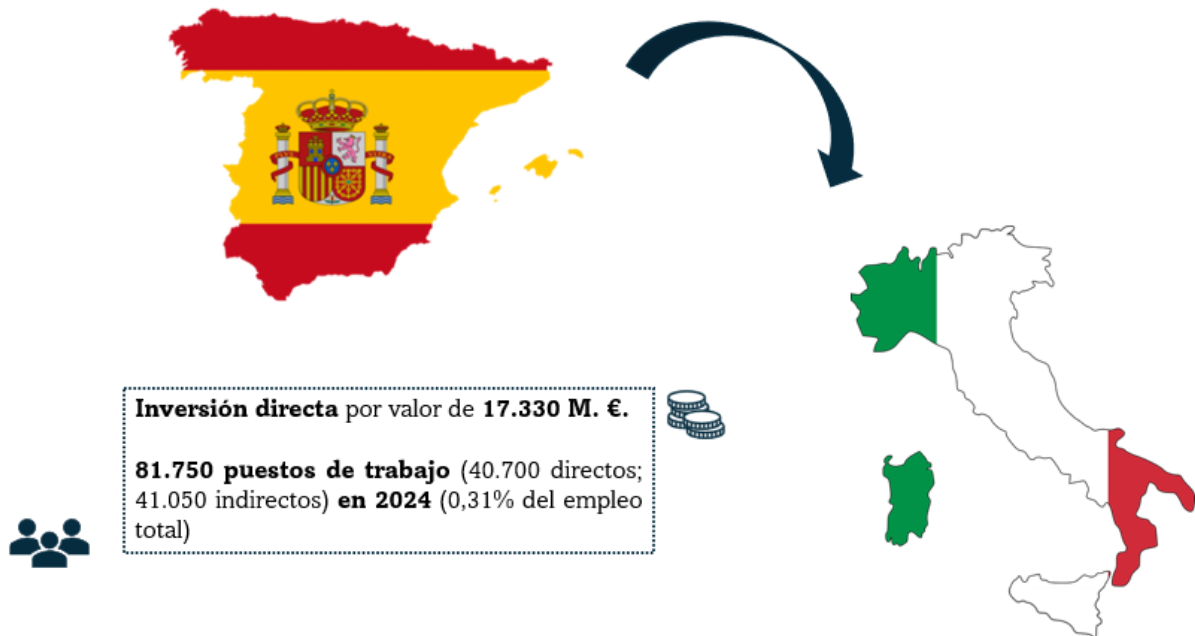 Inversión directa por valor de 17.330 M. €.
81.750 puestos de trabajo (40.700 directos;
41.050 indirectos) en 2024 (0,31% del empleo
total)